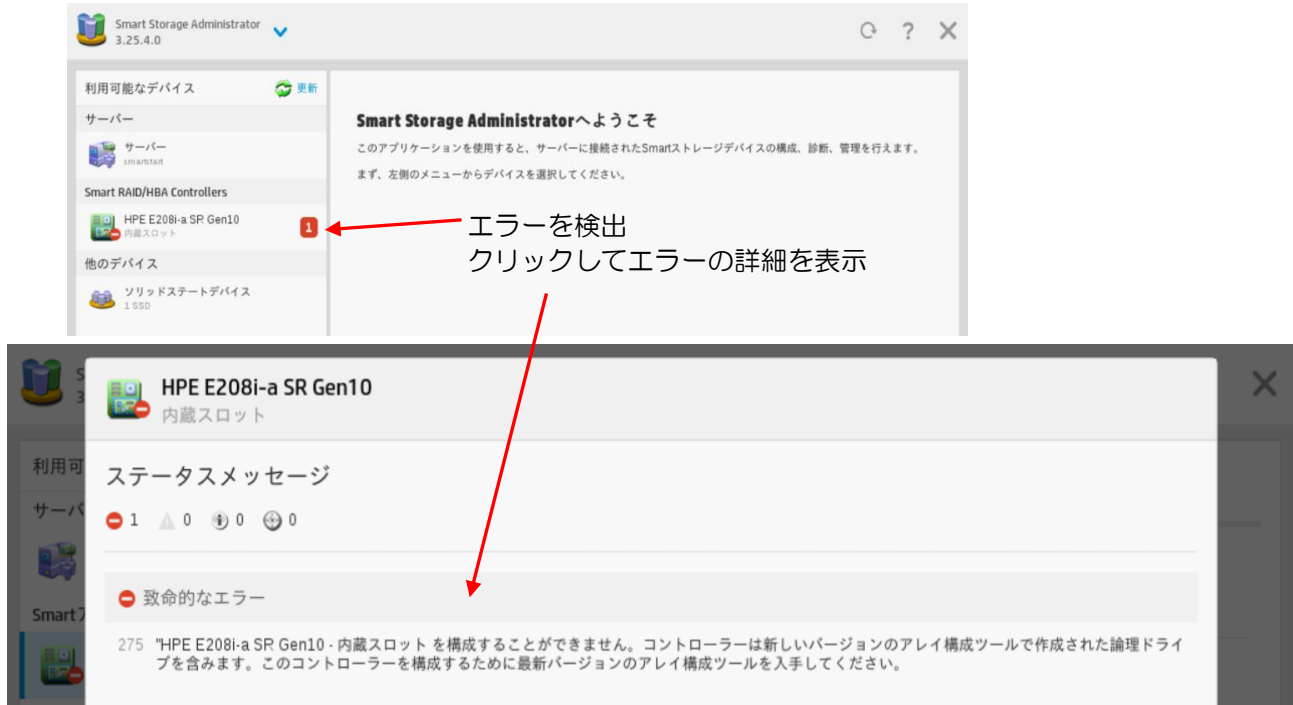 Smart Storage Administrator
3.25.4.0
?
利用可能なデバイス
更新
サーバー
サーバー
smartstart
Smart RAID/HBA Controllers
HPE E208i-a SR Gen10
内蔵スロット
1
他のデバイス
ソリッドステートデバイス
1 SSD
Smart Storage Administratorへようこそ
このアプリケーションを使用すると、サーバーに接続されたSmartストレージデバイスの構成、診断、管理を行えます。
まず、左側のメニューからデバイスを選択してください。
エラーを検出
クリックしてエラーの詳細を表示
S
3
利用可
サーバ
Smartア
HPE E208i-a SR Gen10
内蔵スロット
ステータスメッセージ
1 0 0 0
致命的なエラー
275 "HPE E208i-a SR Gen10 - 内蔵スロット を構成することができません。コントローラーは新しいバージョンのアレイ構成ツールで作成された論理ドライ
ブを含みます。このコントローラーを構成するために最新バージョンのアレイ構成ツールを入手してください。